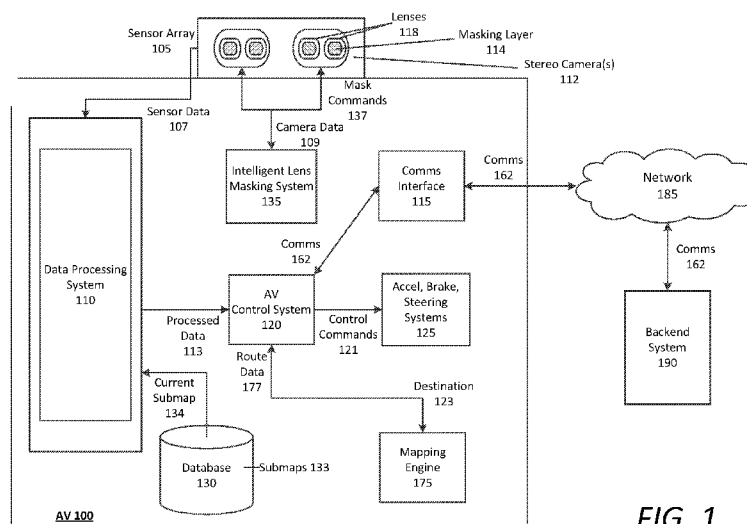 Sensor Array
105
Lenses
118
Masking Layer
114
Stereo Camera(s)
112
Mask
Commands
137
Sensor Data
107
Camera Data
109
Intelligent Lens
Masking System
135
Comms
Interface
115
Comms
162
Network
185
Comms
162
Data Processing
System
110
Comms
162
AV
Control System
120
Accel, Brake,
Steering
Systems
125
Backend
System
190
Processed
Data
113
Control
Commands
121
Route
Data
177
Current
Submap
134
Destination
123
Database
130
Submaps 133
Mapping
Engine
175
AV 100
FIG. 1